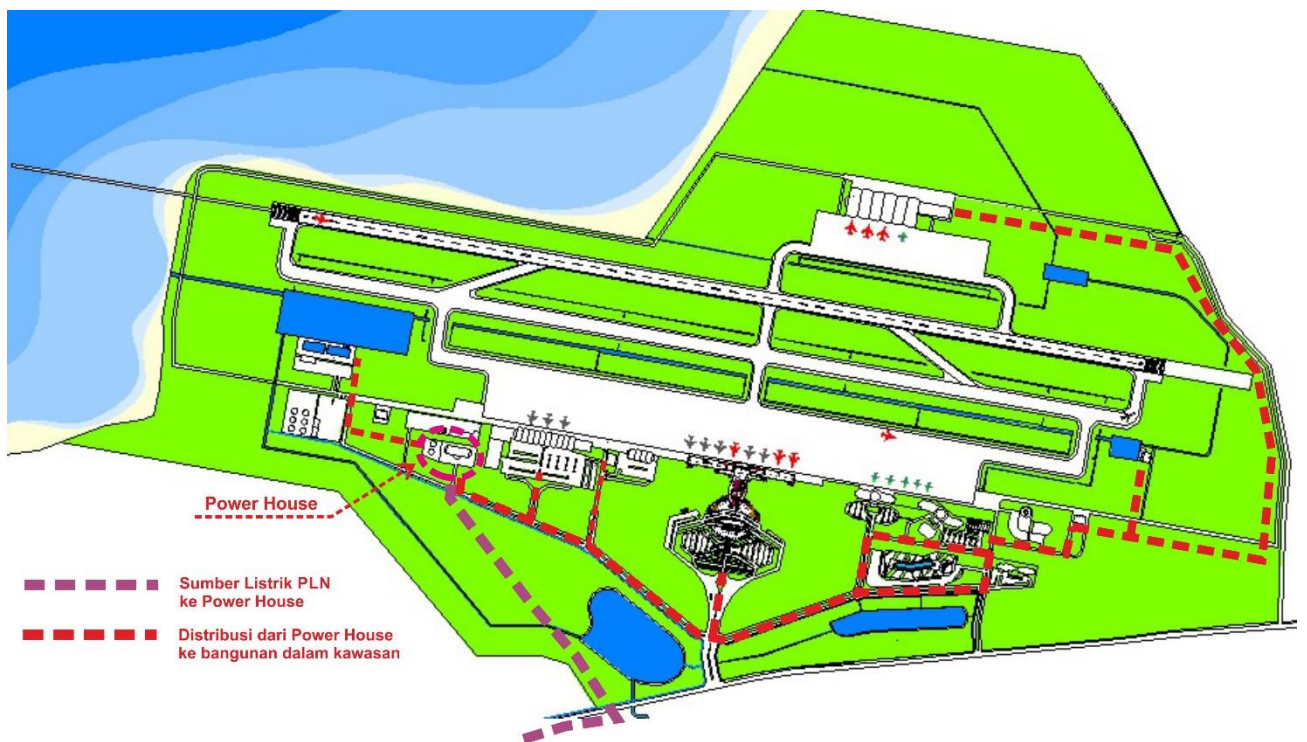 Power House
Sumber Listrik PLN
ke Power House
Distribusi dari Power House
ke bangunan dalam kawasan